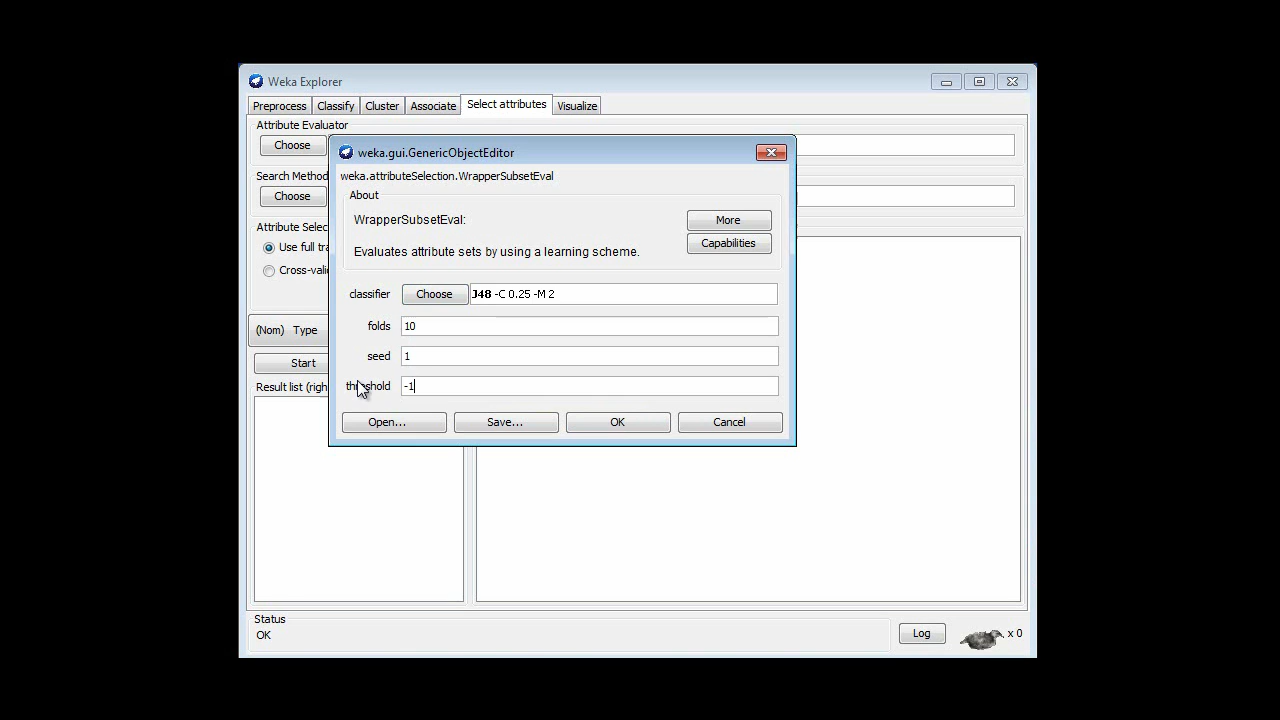 Weka Explorer
Preprocess Classify Cluster Associate Select attributes Visualize
Attribute Evaluator
Choose
weka.gui.GenericObjectEditor
weka.attributeSelection.WrapperSubsetEval
Search Method
Choose
About
WrapperSubsetEval:
More
Evaluates attribute sets by using a learning scheme.
Capabilities
Attribute Selec
Use full tra
Cross-vali
classifier Choose J48 -C 0.25 -M 2
folds 10
(Nom) Type
seed 1
Start
threshold -1
Result list (righ
Open... Save... OK Cancel
Status
OK
Log
x 0